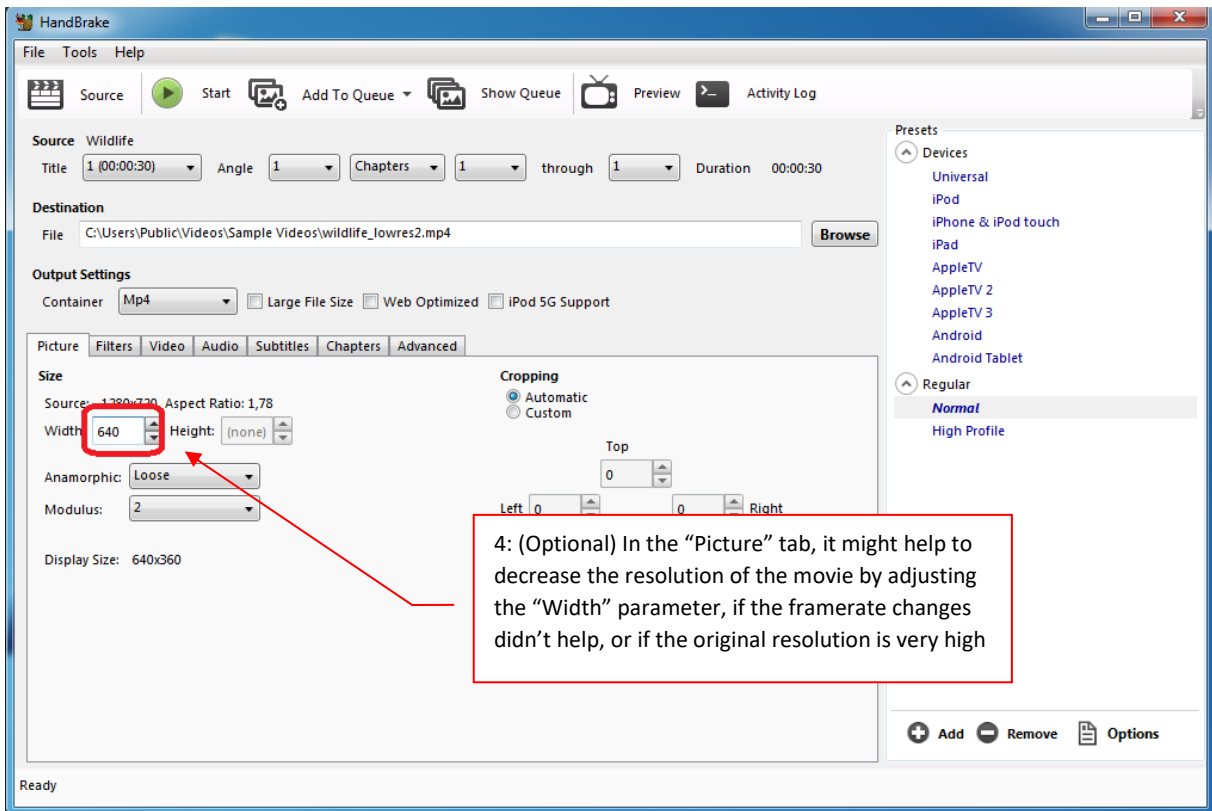 HandBrake
File Tools Help
Source Start Add To Queue Show Queue Preview Activity Log
Source Wildlife
Title 1 (00:00:30) Angle 1 Chapters 1 through 1 Duration 00:00:30
Destination
File C:\Users\Public\Videos\Sample Videos\wildlife_lowres2.mp4 Browse
Output Settings
Container Mp4 Large File Size Web Optimized iPod 5G Support
Picture Filters Video Audio Subtitles Chapters Advanced
Size
Source: 1280x720 Aspect Ratio: 1,78
Width 640 Height: (none)
Anamorphic: Loose
Modulus: 2
Display Size: 640x360
Cropping
Automatic
Custom
Top
0
Left 0 0 Right
4: (Optional) In the “Picture” tab, it might help to
decrease the resolution of the movie by adjusting
the “Width” parameter, if the framerate changes
didn’t help, or if the original resolution is very high
Presets
Devices
Universal
iPod
iPhone & iPod touch
iPad
AppleTV
AppleTV 2
AppleTV 3
Android
Android Tablet
Regular
Normal
High Profile
Add Remove Options
Ready